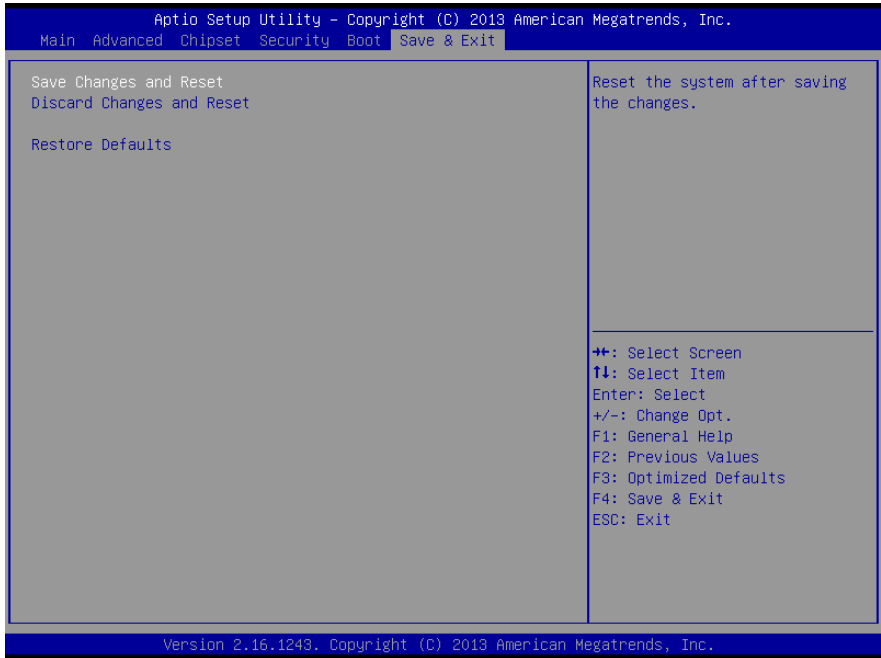 Aptio Setup Utility – Copyright (C) 2013 American Megatrends, Inc.
Main Advanced Chipset Security Boot Save & Exit
Save Changes and Reset
Discard Changes and Reset
Restore Defaults
Reset the system after saving
the changes.
→←: Select Screen
↑↓: Select Item
Enter: Select
+/-: Change Opt.
F1: General Help
F2: Previous Values
F3: Optimized Defaults
F4: Save & Exit
ESC: Exit
Version 2.16.1243. Copyright (C) 2013 American Megatrends, Inc.